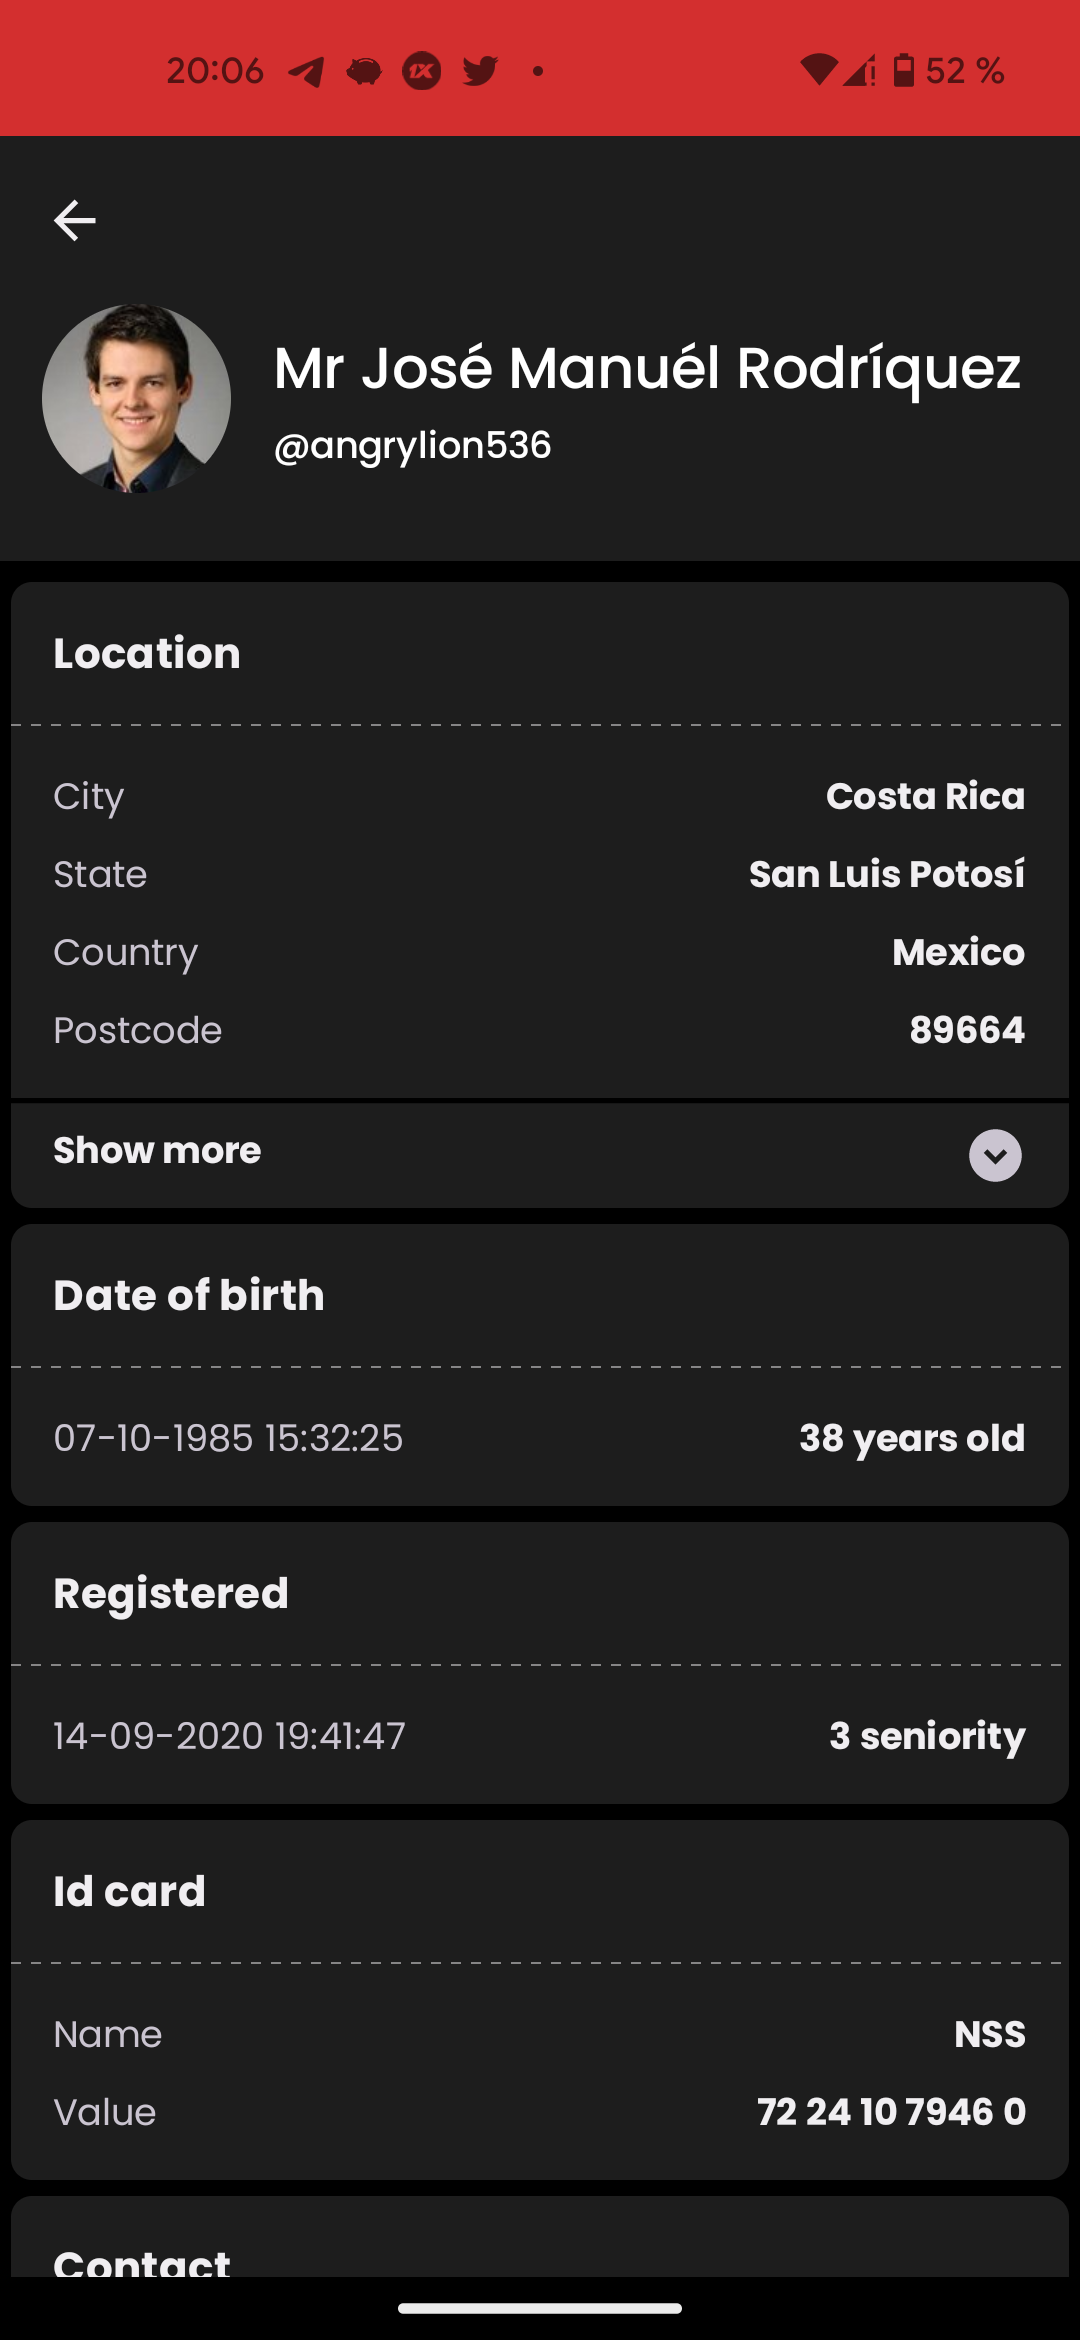 20:06 1X 52 %
Mr José Manuél Rodríquez
@angrylion536
Location
City Costa Rica
State San Luis Potosí
Country Mexico
Postcode 89664
Show more
Date of birth
07-10-1985 15:32:25 38 years old
Registered
14-09-2020 19:41:47 3 seniority
Id card
Name NSS
Value 72 24 10 7946 0
Contact